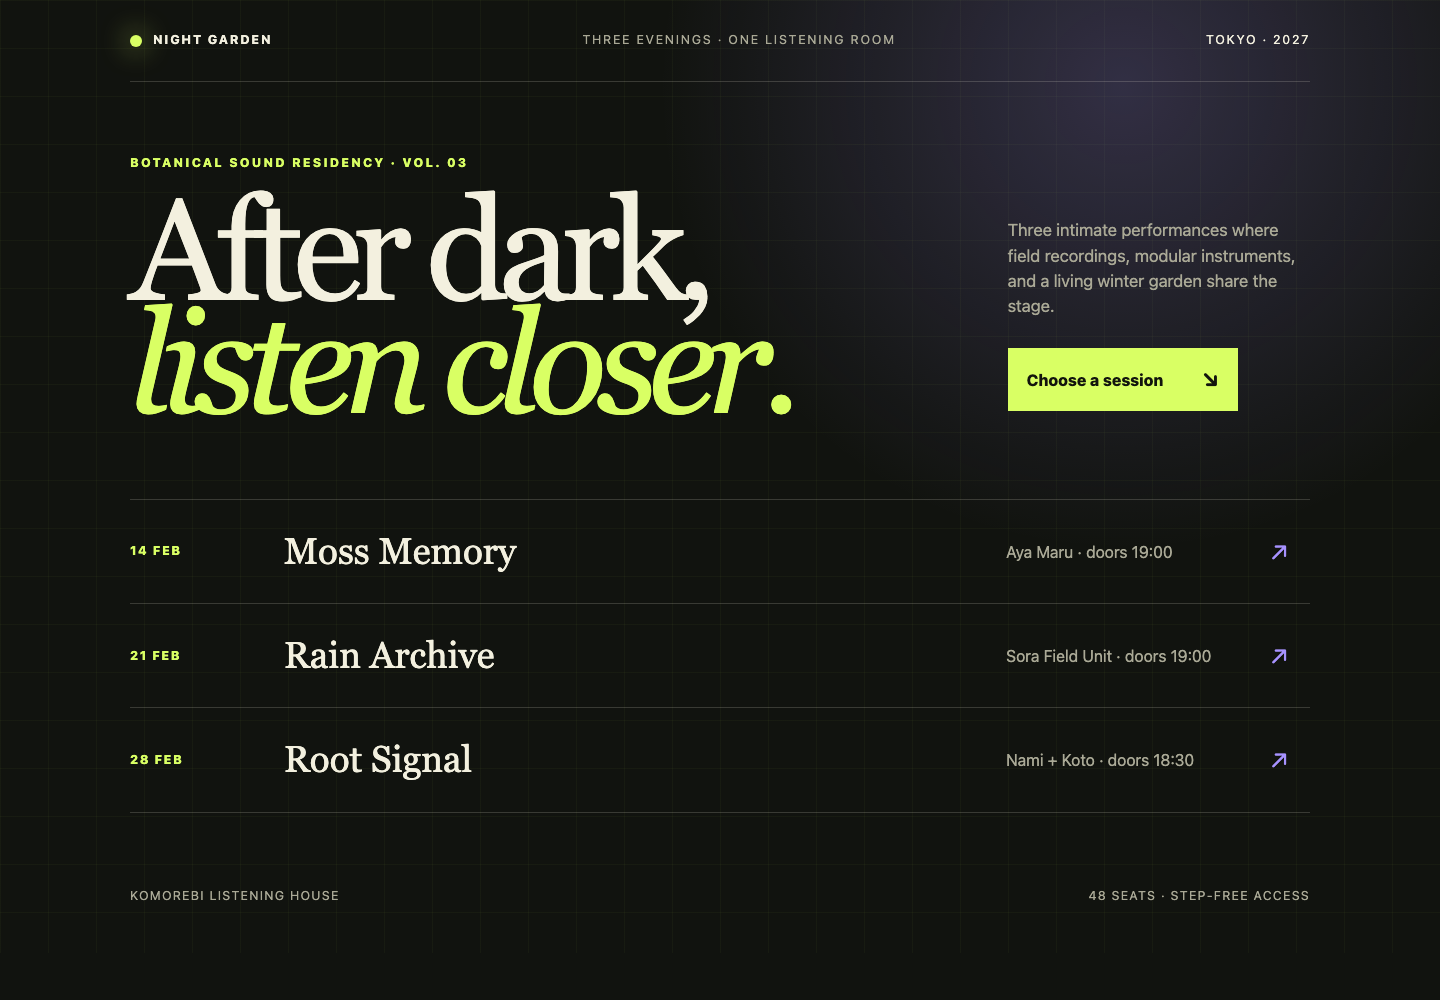 NIGHT GARDEN
THREE EVENINGS · ONE LISTENING ROOM
TOKYO · 2027
BOTANICAL SOUND RESIDENCY · VOL. 03
After dark,
listen closer.
Three intimate performances where
field recordings, modular instruments,
and a living winter garden share the
stage.
Choose a session ↘
14 FEB
Moss Memory
Aya Maru · doors 19:00 ↗
21 FEB
Rain Archive
Sora Field Unit · doors 19:00 ↗
28 FEB
Root Signal
Nami + Koto · doors 18:30 ↗
KOMOREBI LISTENING HOUSE
48 SEATS · STEP-FREE ACCESS